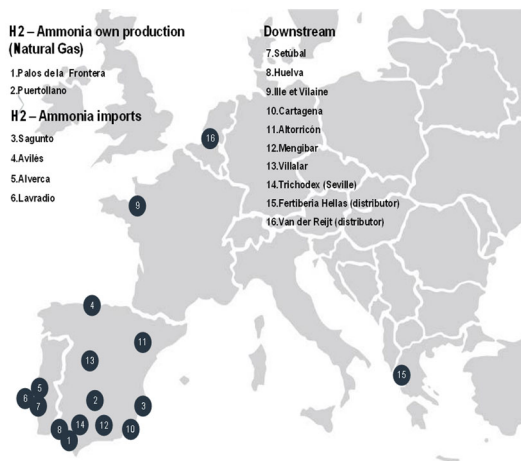 H2 – Ammonia own production
(Natural Gas)
1.Palos de la Frontera
2.Puertollano
H2 – Ammonia imports
3.Sagunto
4.Avilés
5.Alverca
6.Lavradio
Downstream
7.Setúbal
8.Huelva
9.Ille et Vilaine
10.Cartagena
11.Altorricón
12.Mengibar
13.Villalar
14.Trichodex (Seville)
15.Fertiberia Hellas (distributor)
16.Van der Reijt (distributor)
16
9
4
11
13
5
6
7
2
3
8
14
12
10
1
15